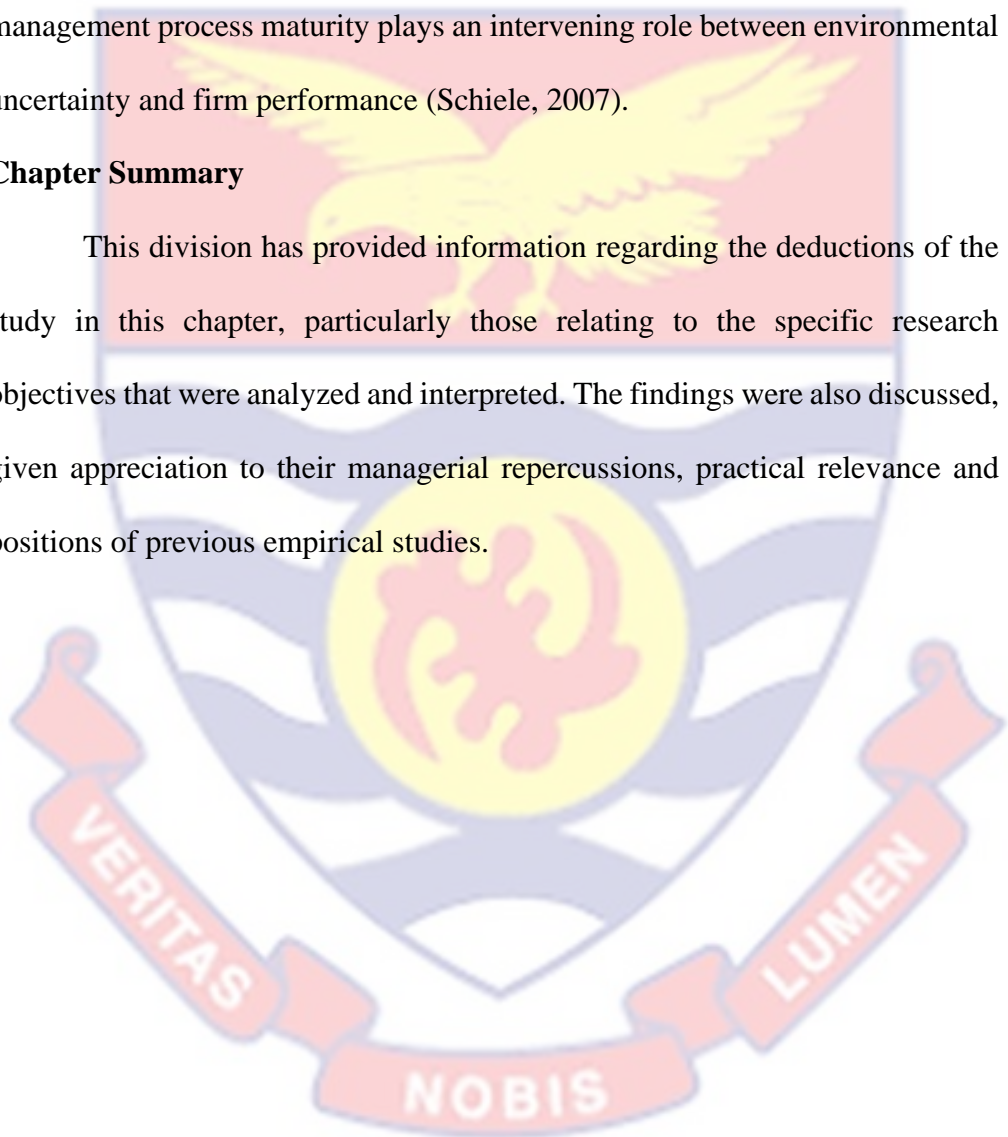 management process maturity plays an intervening role between environmental
uncertainty and firm performance (Schiele, 2007).
Chapter Summary
This division has provided information regarding the deductions of the
study in this chapter, particularly those relating to the specific research
objectives that were analyzed and interpreted. The findings were also discussed,
given appreciation to their managerial repercussions, practical relevance and
positions of previous empirical studies.
VERITAS
NOBIS
LUMEN